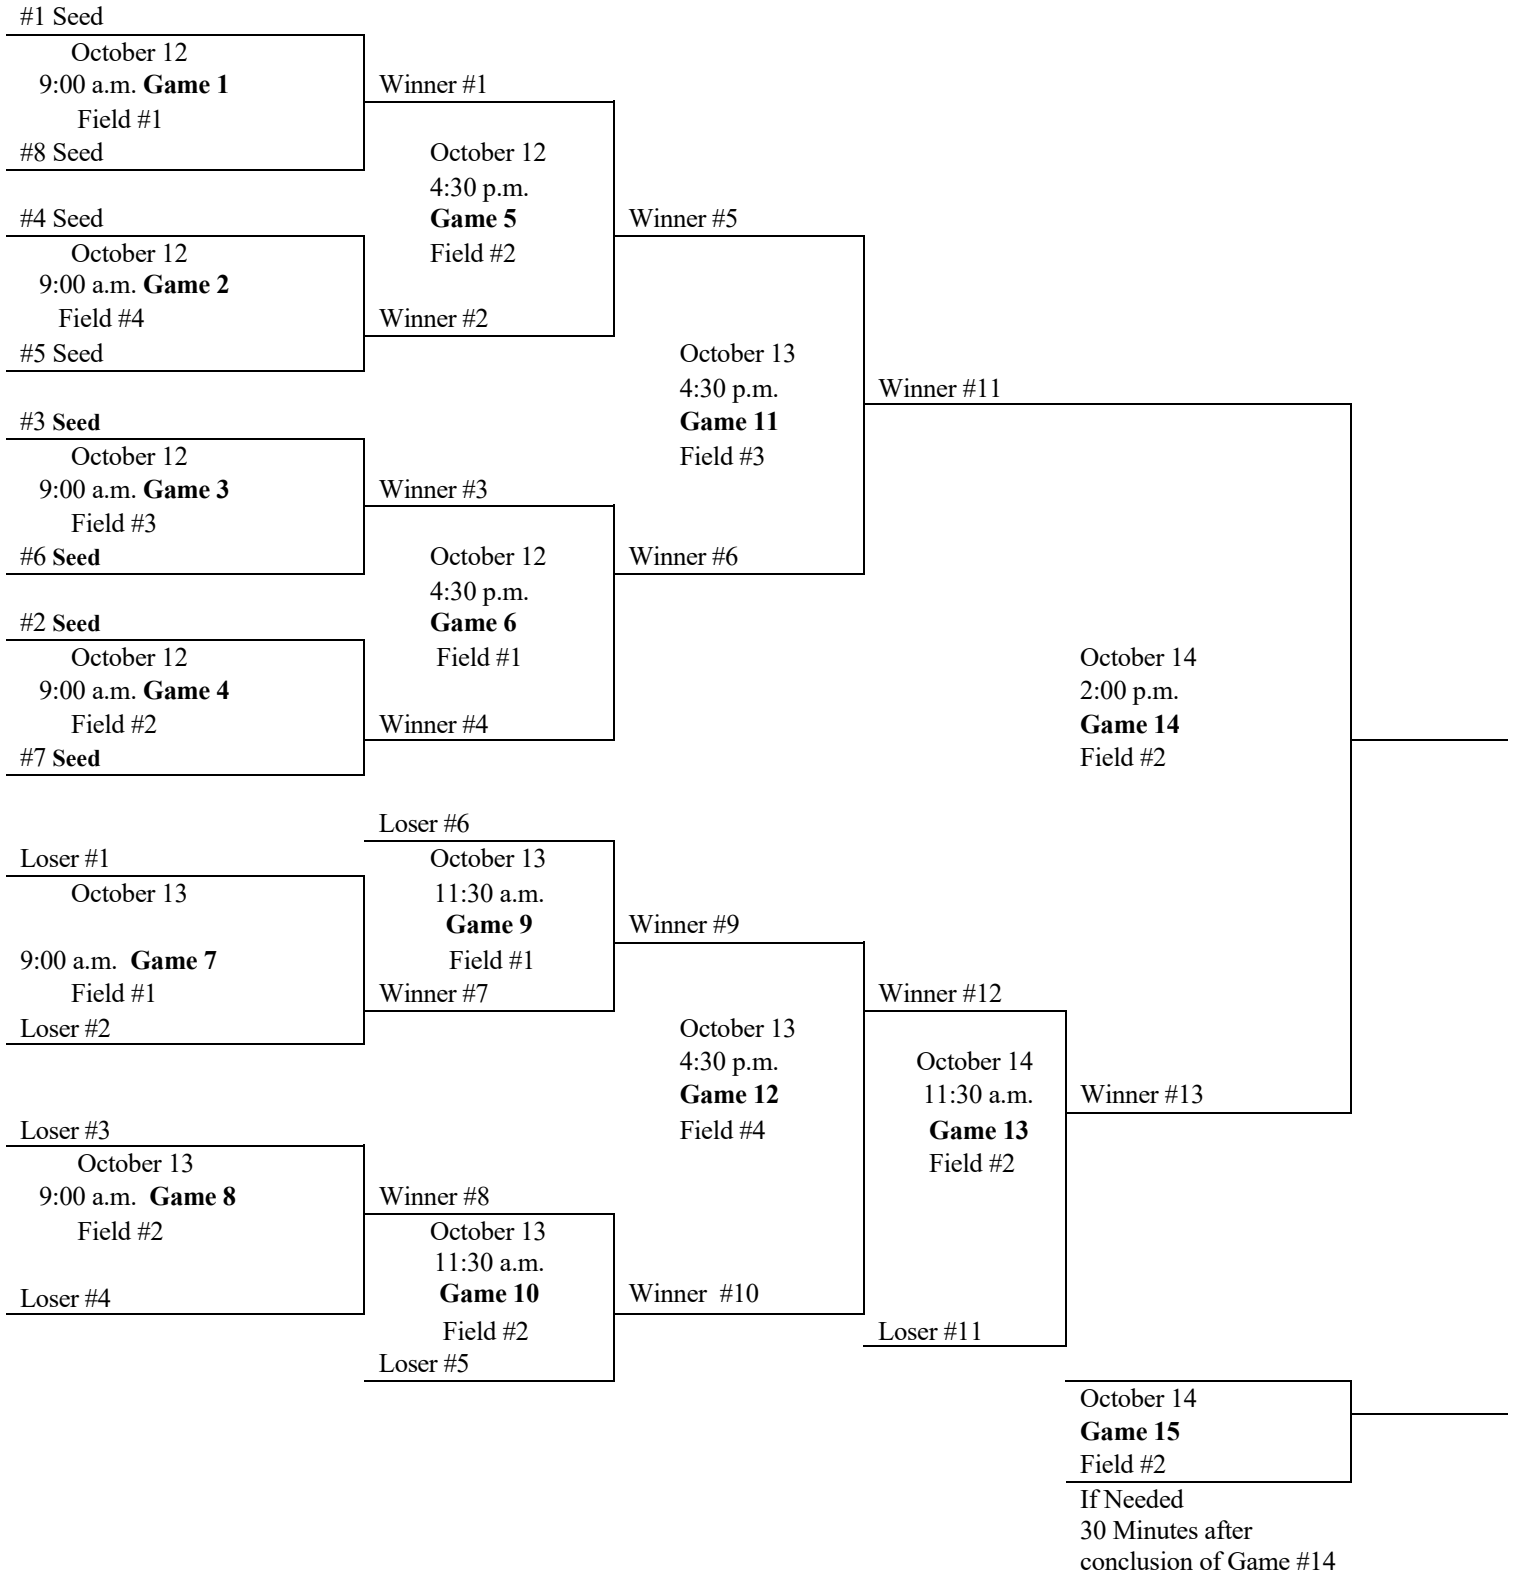 #1 Seed
October 12
9:00 a.m. Game 1
Field #1
#8 Seed
#4 Seed
October 12
9:00 a.m. Game 2
Field #4
#5 Seed
#3 Seed
October 12
9:00 a.m. Game 3
Field #3
#6 Seed
#2 Seed
October 12
9:00 a.m. Game 4
Field #2
#7 Seed
Winner #1
October 12
4:30 p.m.
Game 5
Field #2
Winner #2
Winner #3
October 12
4:30 p.m.
Game 6
Field #1
Winner #4
Winner #5
October 13
4:30 p.m.
Game 11
Field #3
Winner #6
Winner #11
October 14
2:00 p.m.
Game 14
Field #2
Loser #1
October 13
9:00 a.m. Game 7
Field #1
Loser #2
Loser #3
October 13
9:00 a.m. Game 8
Field #2
Loser #4
Loser #6
October 13
11:30 a.m.
Game 9
Field #1
Winner #7
Winner #8
October 13
11:30 a.m.
Game 10
Field #2
Loser #5
Winner #9
October 13
4:30 p.m.
Game 12
Field #4
Winner #10
Winner #12
October 14
11:30 a.m.
Game 13
Field #2
Loser #11
Winner #13
October 14
Game 15
Field #2
If Needed
30 Minutes after
conclusion of Game #14